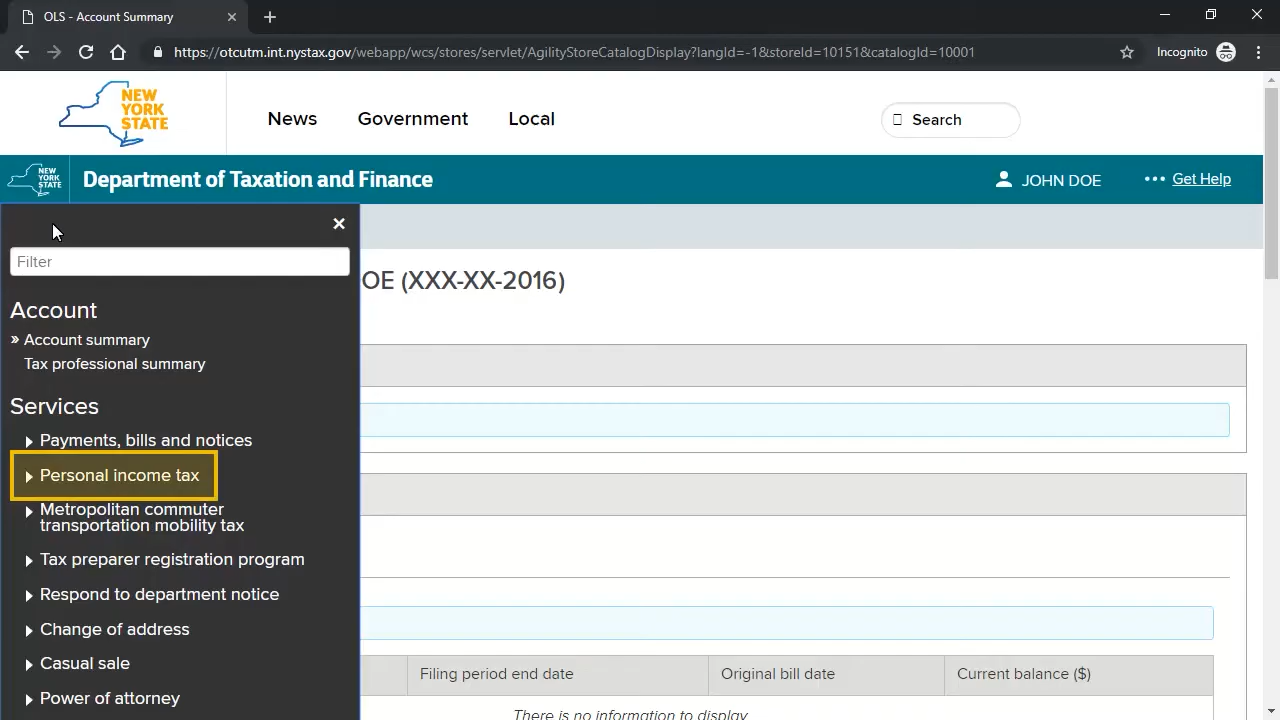 OLS - Account Summary
https://otcutm.int.nystax.gov/webapp/wcs/stores/servlet/AgilityStoreCatalogDisplay?langId=-1&storeId=10151&catalogId=10001
Incognito
NEW
YORK
STATE
News
Government
Local
Search
NEW
YORK
STATE
Department of Taxation and Finance
JOHN DOE
Get Help
Filter
OE (XXX-XX-2016)
Account
» Account summary
Tax professional summary
Services
Payments, bills and notices
Personal income tax
Metropolitan commuter
transportation mobility tax
Tax preparer registration program
Respond to department notice
Change of address
Casual sale
Power of attorney
Filing period end date
Original bill date
Current balance ($)
There is no information to display